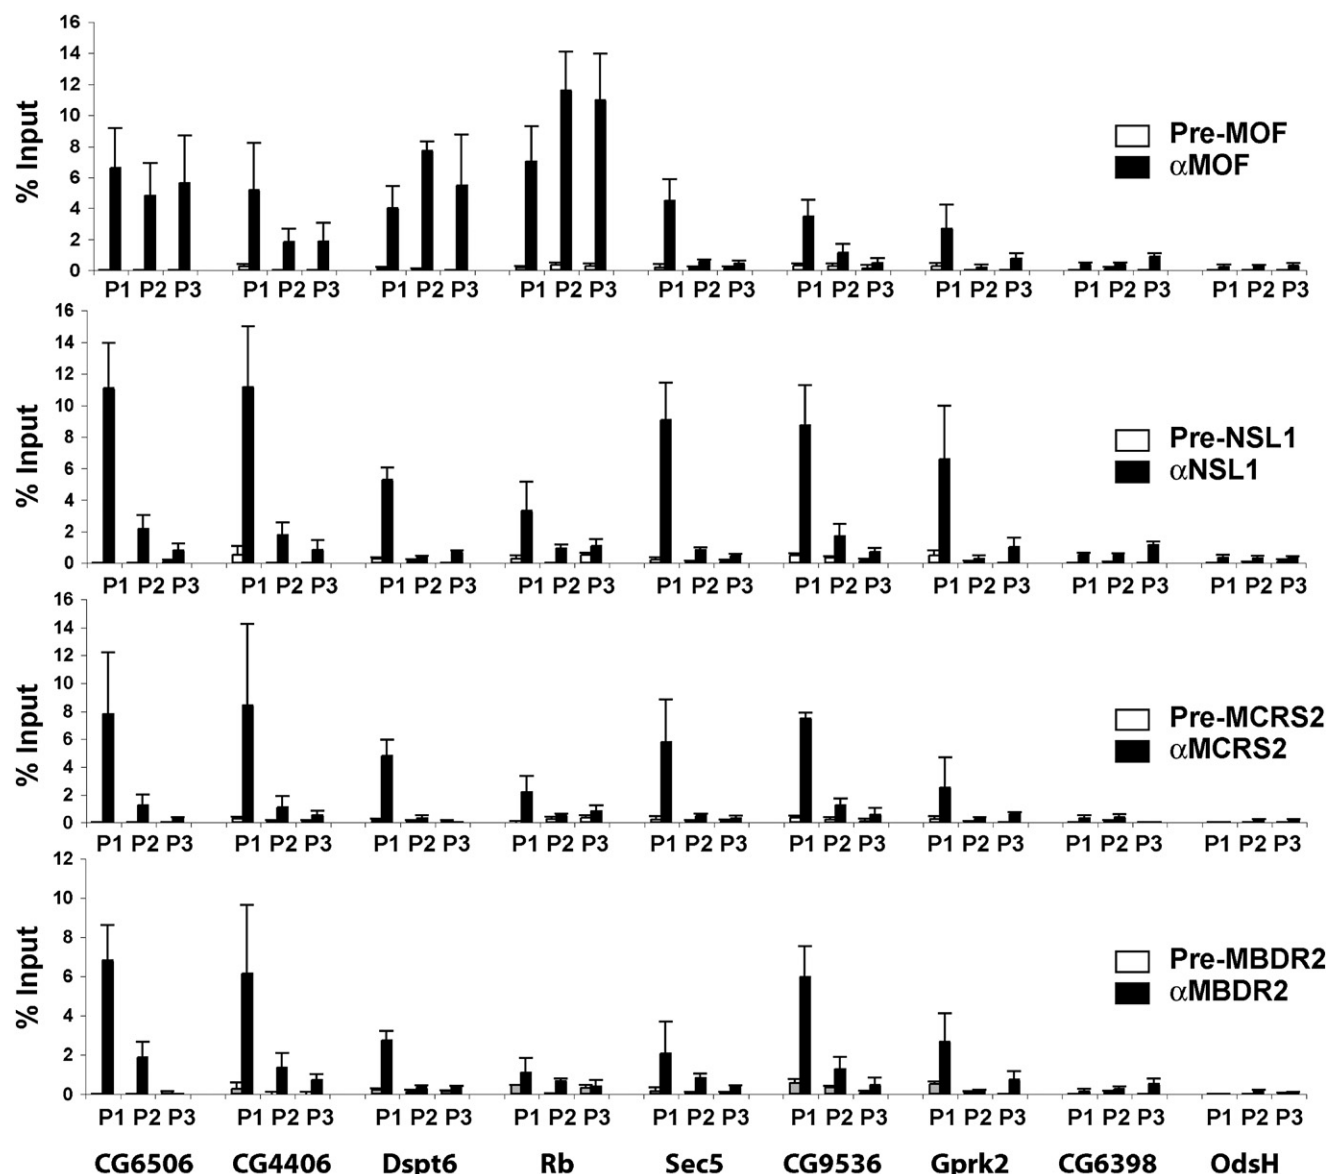 16
14
12
10
8
6
4
2
0
% Input
Pre-MOF
αMOF
P1 P2 P3 P1 P2 P3 P1 P2 P3 P1 P2 P3 P1 P2 P3 P1 P2 P3 P1 P2 P3 P1 P2 P3 P1 P2 P3
16
14
12
10
8
6
4
2
0
% Input
Pre-NSL1
αNSL1
P1 P2 P3 P1 P2 P3 P1 P2 P3 P1 P2 P3 P1 P2 P3 P1 P2 P3 P1 P2 P3 P1 P2 P3 P1 P2 P3
16
14
12
10
8
6
4
2
0
% Input
Pre-MCRS2
αMCRS2
P1 P2 P3 P1 P2 P3 P1 P2 P3 P1 P2 P3 P1 P2 P3 P1 P2 P3 P1 P2 P3 P1 P2 P3 P1 P2 P3
12
10
8
6
4
2
0
% Input
Pre-MBDR2
αMBDR2
P1 P2 P3 P1 P2 P3 P1 P2 P3 P1 P2 P3 P1 P2 P3 P1 P2 P3 P1 P2 P3 P1 P2 P3 P1 P2 P3
CG6506 CG4406 Dspt6 Rb Sec5 CG9536 Gprk2 CG6398 OdsH